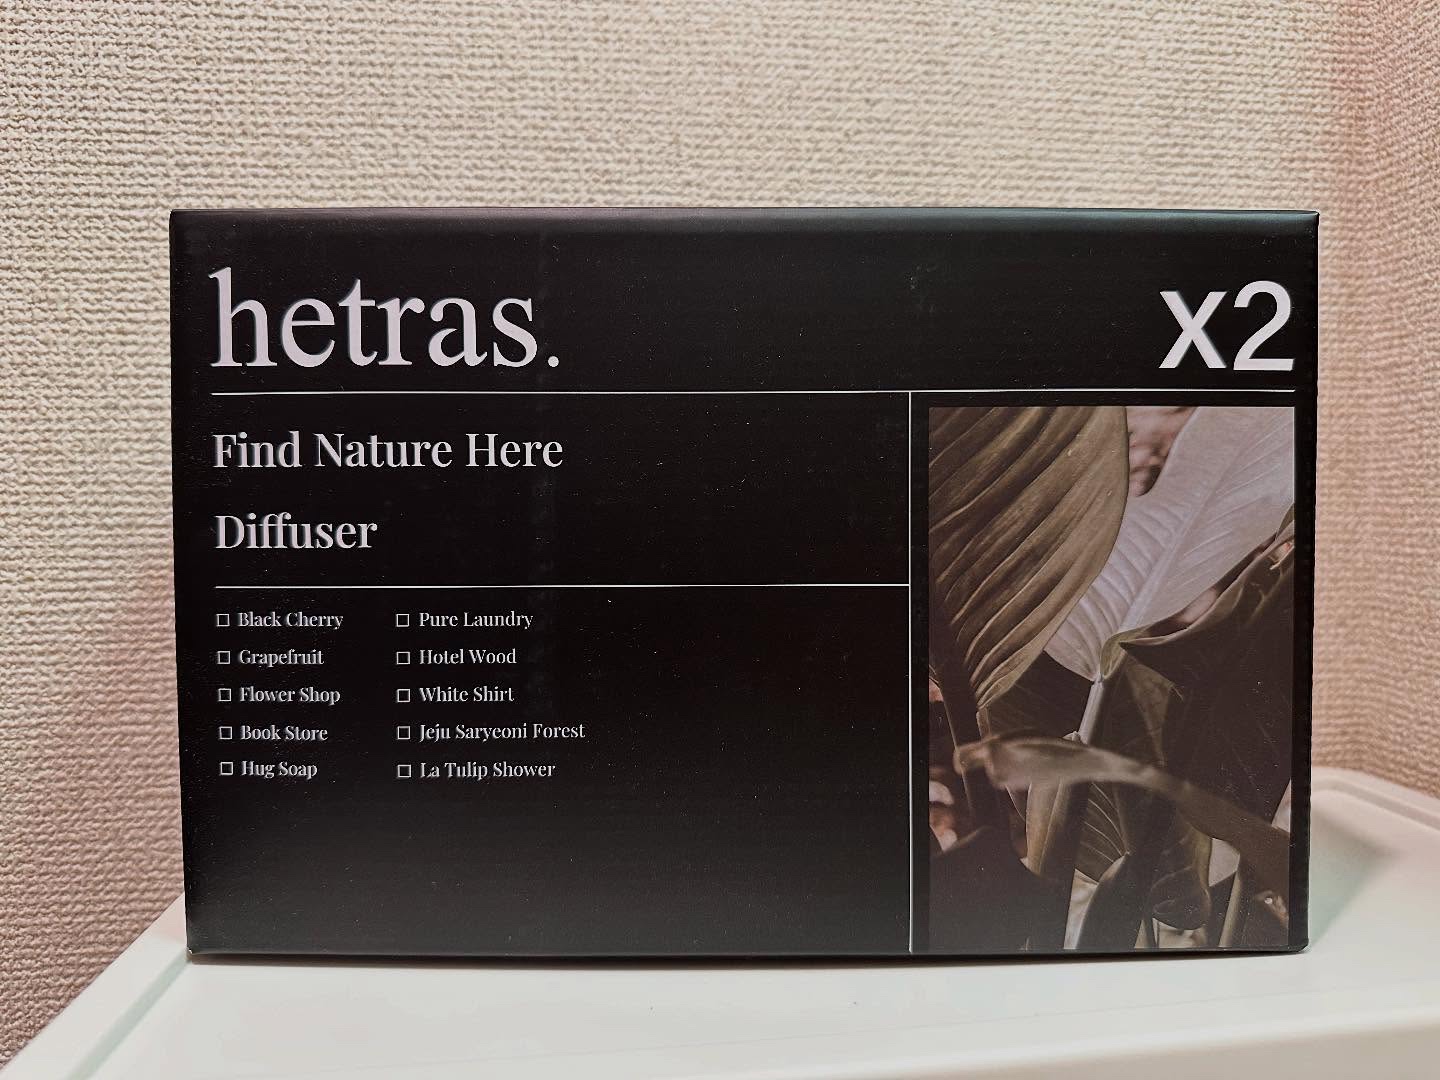 hetras.
x2
Find Nature Here
Diffuser
☐ Black Cherry
☐ Grapefruit
☐ Flower Shop
☐ Book Store
☐ Hug Soap
☐ Pure Laundry
☐ Hotel Wood
☐ White Shirt
☐ Jeju Saryeoni Forest
☐ La Tulip Shower